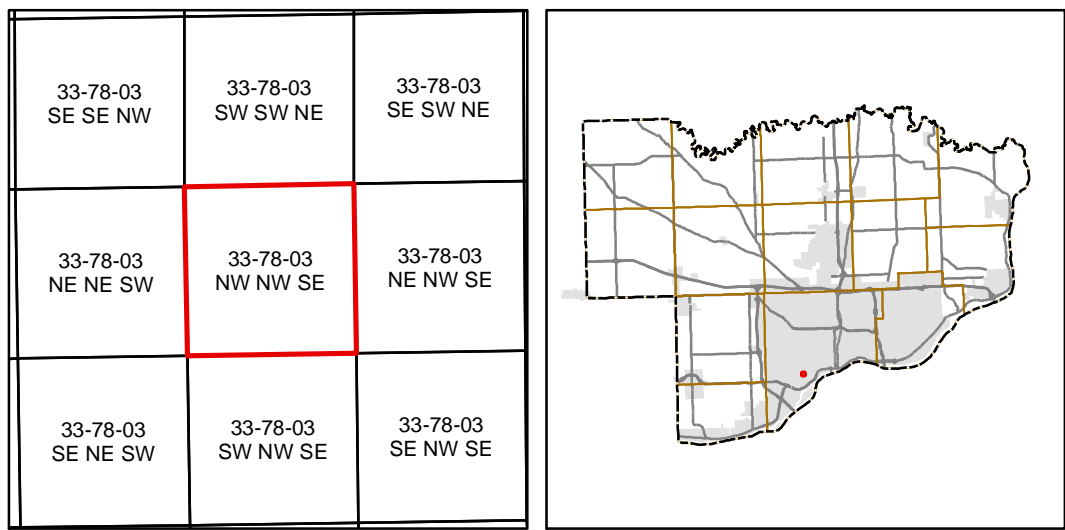 33-78-03
SE SE NW
33-78-03
SW SW NE
33-78-03
SE SW NE
33-78-03
NE NE SW
33-78-03
NW NW SE
33-78-03
NE NW SE
33-78-03
SE NE SW
33-78-03
SW NW SE
33-78-03
SE NW SE